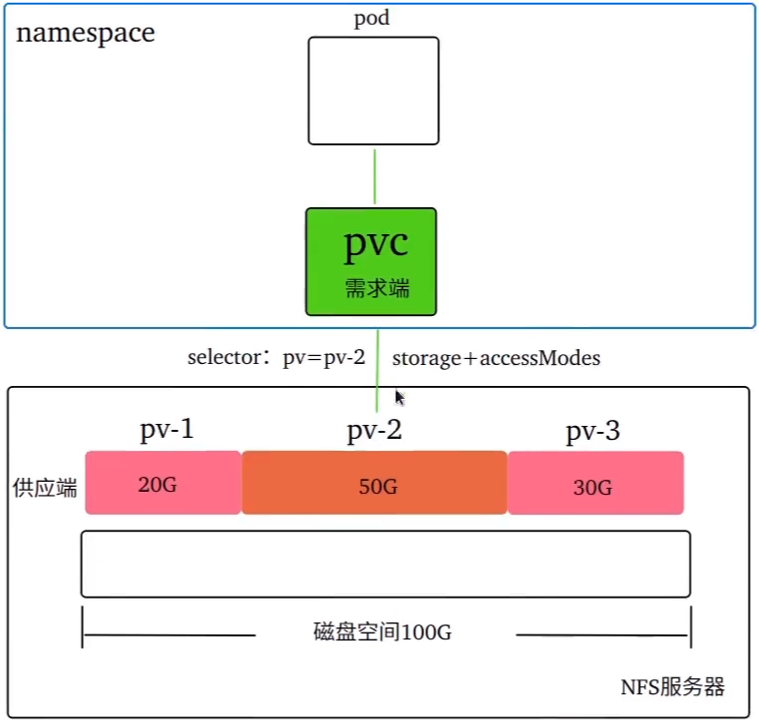 pod
namespace
pvc
需求端
selector：pv=pv-2 storage+accessModes
pv-1 pv-2 pv-3
供应端 20G 50G 30G
磁盘空间100G
NFS服务器